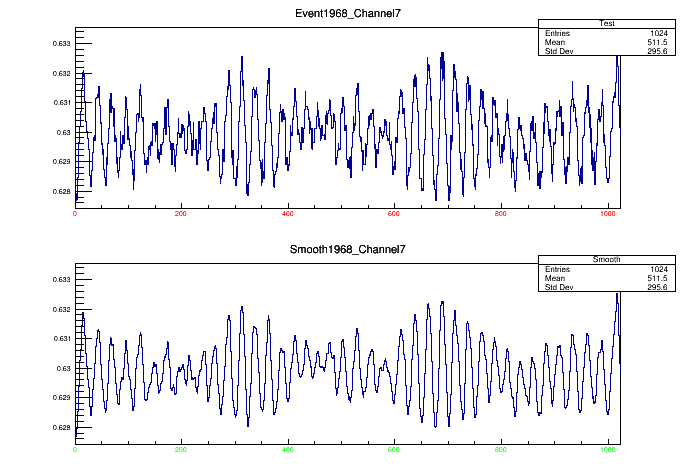 Event1968_Channel7
Test
Entries 1024
Mean 511.5
Std Dev 295.6
0.633
0.632
0.631
0.63
0.629
0.628
0 200 400 600 800 1000
Smooth1968_Channel7
Smooth
Entries 1024
Mean 511.5
Std Dev 295.6
0.633
0.632
0.631
0.63
0.629
0.628
0 200 400 600 800 1000